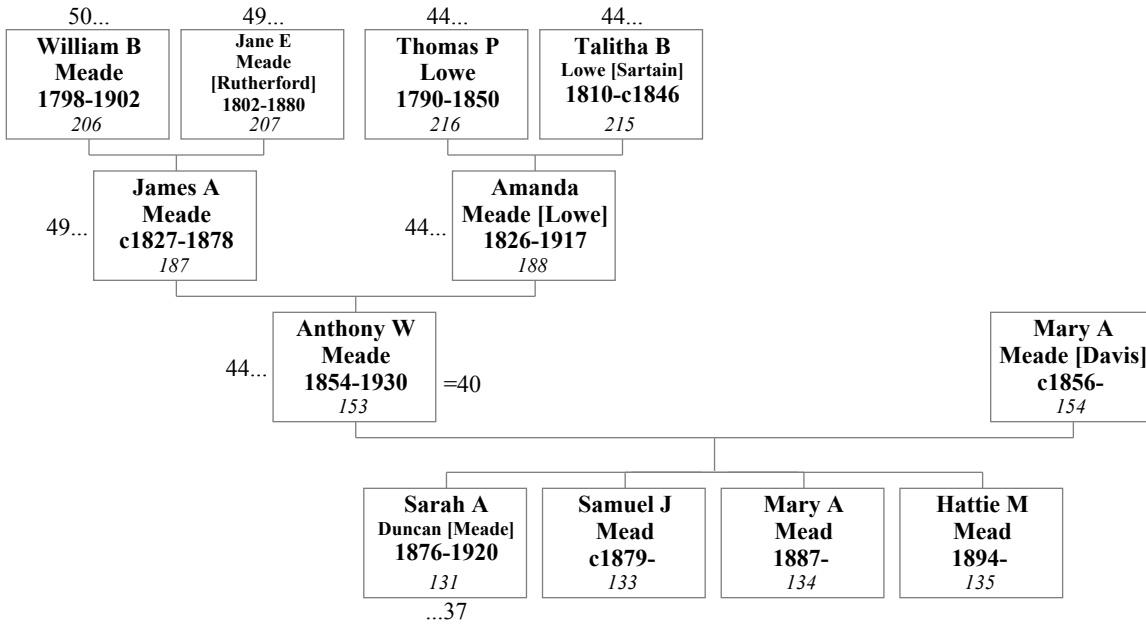 50...
49...
44...
44...
William B
Meade
1798-1902
206
Jane E
Meade
[Rutherford]
1802-1880
207
Thomas P
Lowe
1790-1850
216
Talitha B
Lowe [Sartain]
1810-c1846
215
49...
James A
Meade
c1827-1878
187
44...
Amanda
Meade [Lowe]
1826-1917
188
44...
Anthony W
Meade
1854-1930
153
=40
Mary A
Meade [Davis]
c1856-
154
Sarah A
Duncan [Meade]
1876-1920
131
Samuel J
Mead
c1879-
133
Mary A
Mead
1887-
134
Hattie M
Mead
1894-
135
...37